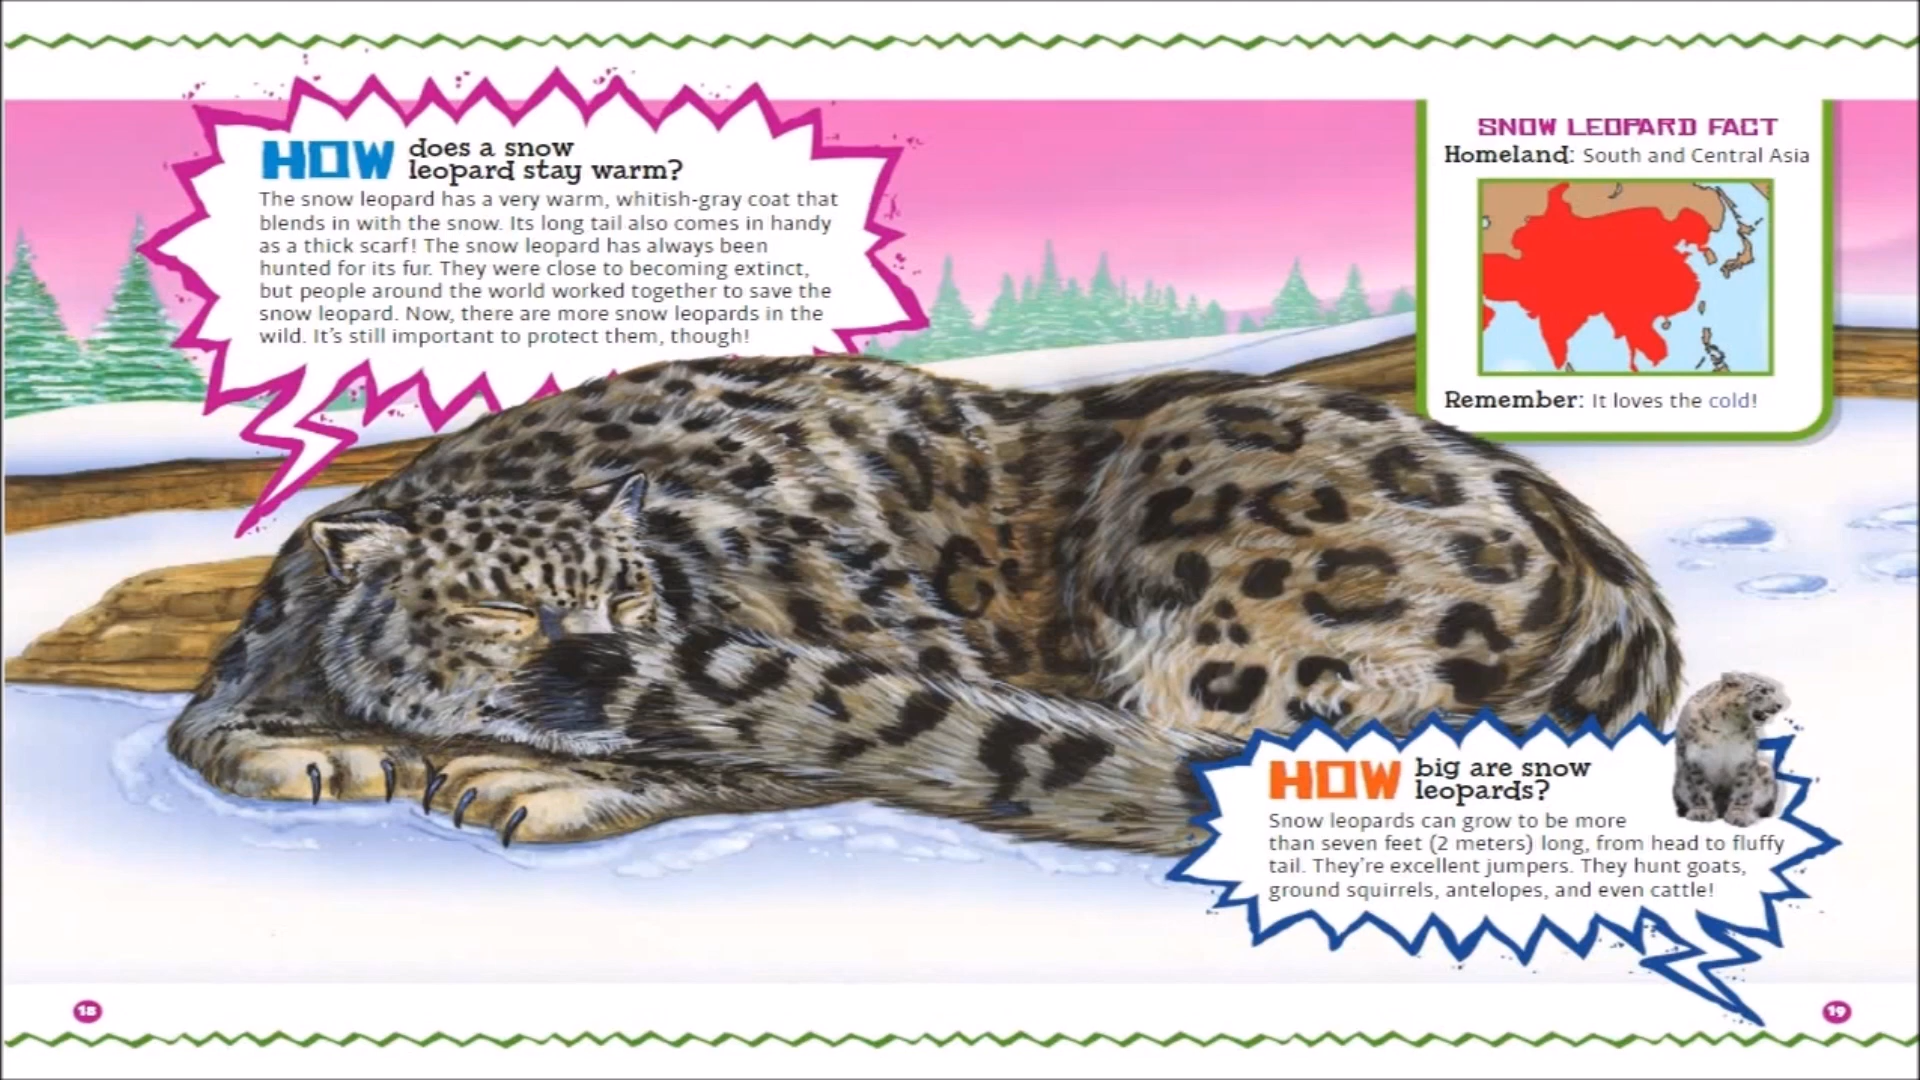 HOW does a snow
leopard stay warm?
The snow leopard has a very warm, whitish-gray coat that
blends in with the snow. Its long tail also comes in handy
as a thick scarf! The snow leopard has always been
hunted for its fur. They were close to becoming extinct,
but people around the world worked together to save the
snow leopard. Now, there are more snow leopards in the
wild. It's still important to protect them, though!
SNOW LEOPARD FACT
Homeland: South and Central Asia
Remember: It loves the cold!
HOW big are snow
leopards?
Snow leopards can grow to be more
than seven feet (2 meters) long, from head to fluffy
tail. They're excellent jumpers. They hunt goats,
ground squirrels, antelopes, and even cattle!
18
19